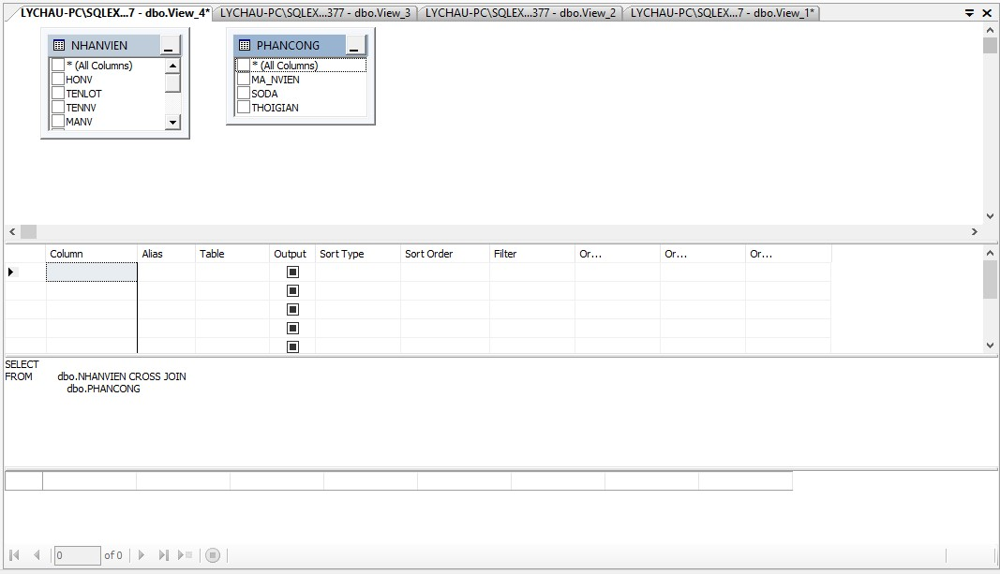 LYCHAU-PC\SQLEX...7 - dbo.View_4* LYCHAU-PC\SQLEX...377 - dbo.View_3 LYCHAU-PC\SQLEX...377 - dbo.View_2 LYCHAU-PC\SQLEX...7 - dbo.View_1*
NHANVIEN
* (All Columns)
HONV
TENLOT
TENNV
MANV
PHANCONG
* (All Columns)
MA_NVIEN
SODA
THOIGIAN
Column Alias Table Output Sort Type Sort Order Filter Or... Or... Or...
SELECT
FROM dbo.NHANVIEN CROSS JOIN
dbo.PHANCONG
0 of 0